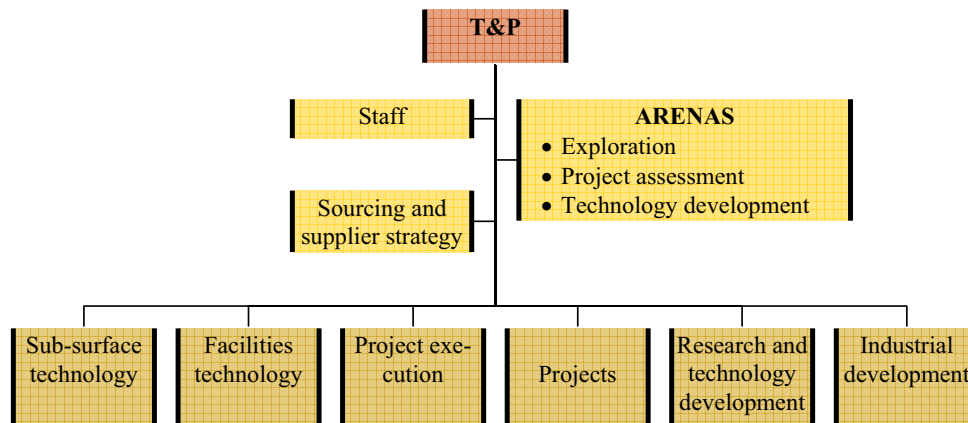 T&P
Staff
ARENAS
• Exploration
• Project assessment
• Technology development
Sourcing and
supplier strategy
Sub-surface
technology
Facilities
technology
Project exe-
cution
Projects
Research and
technology
development
Industrial
development